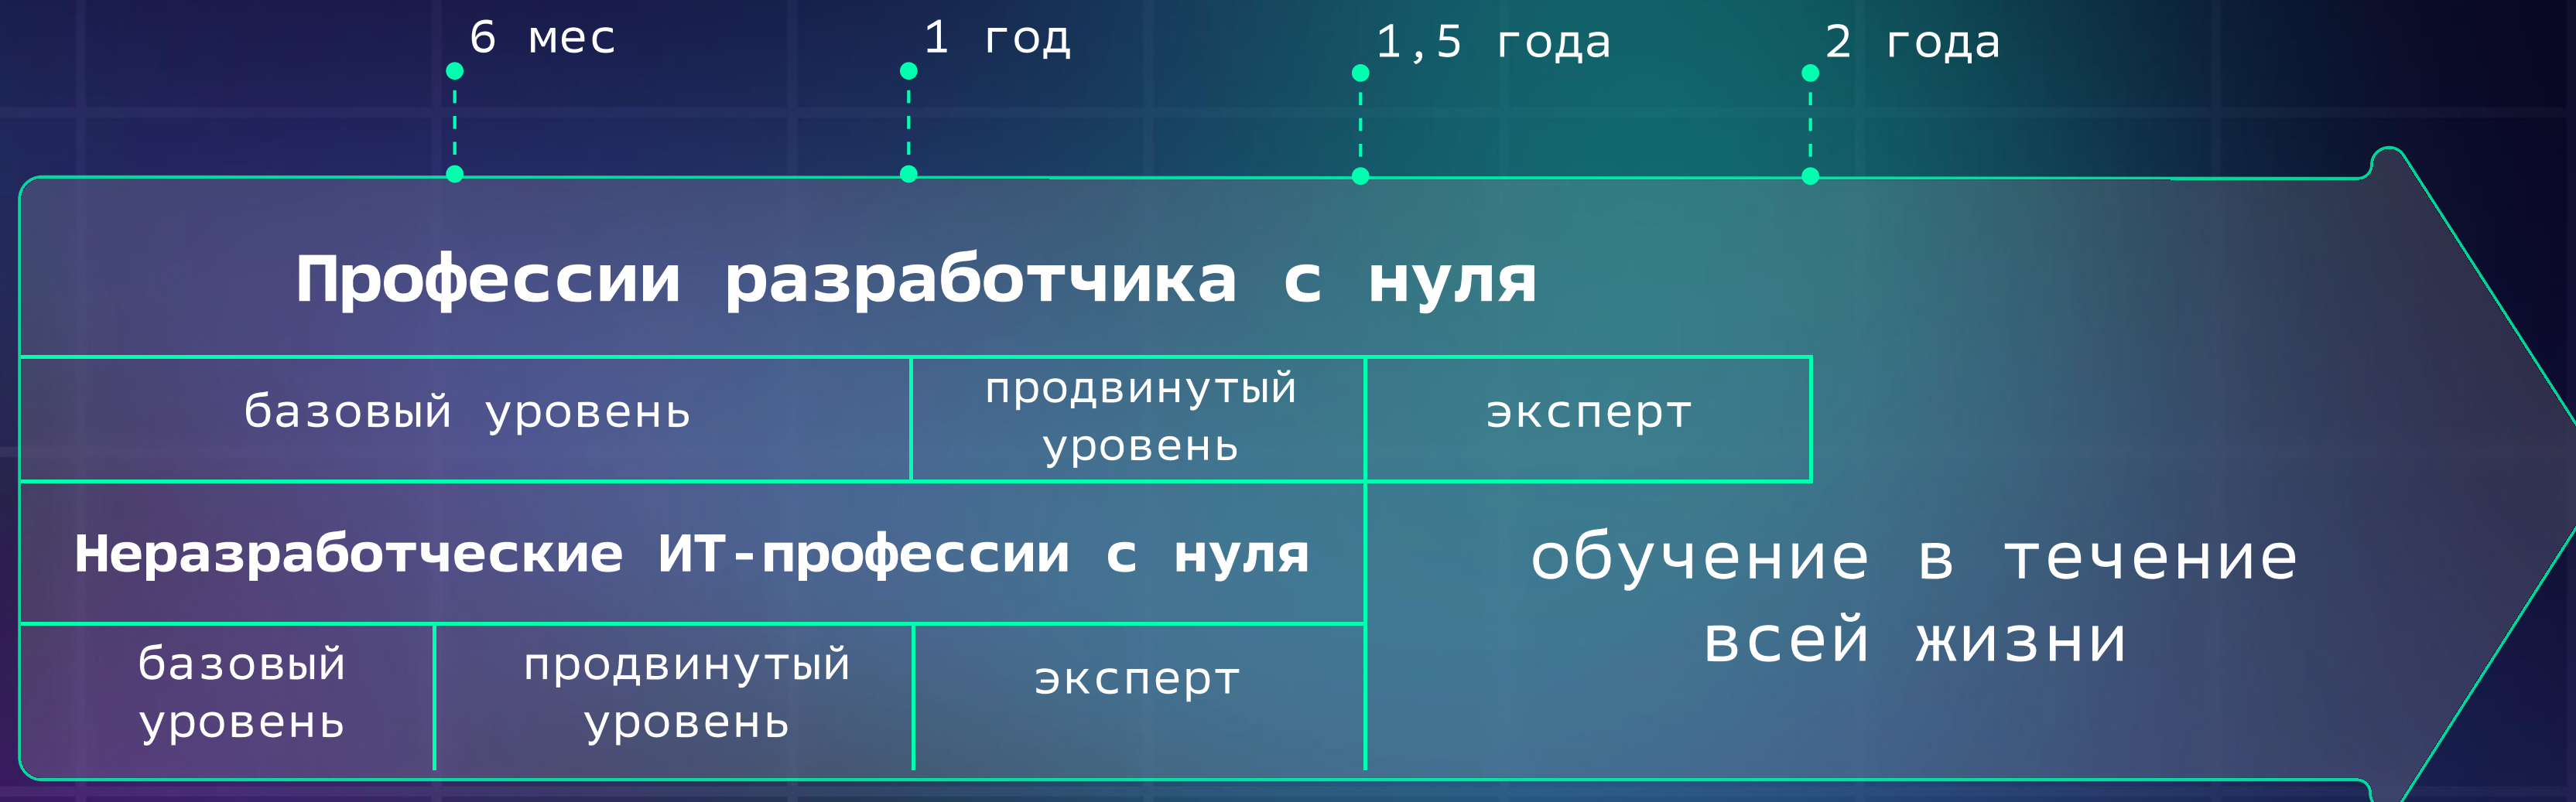 6 мес
1 год
1,5 года
2 года
Профессии разработчика с нуля
базовый уровень
продвинутый
уровень
эксперт
Неразработческие ИТ-профессии с нуля
базовый
уровень
продвинутый
уровень
эксперт
обучение в течение
всей жизни